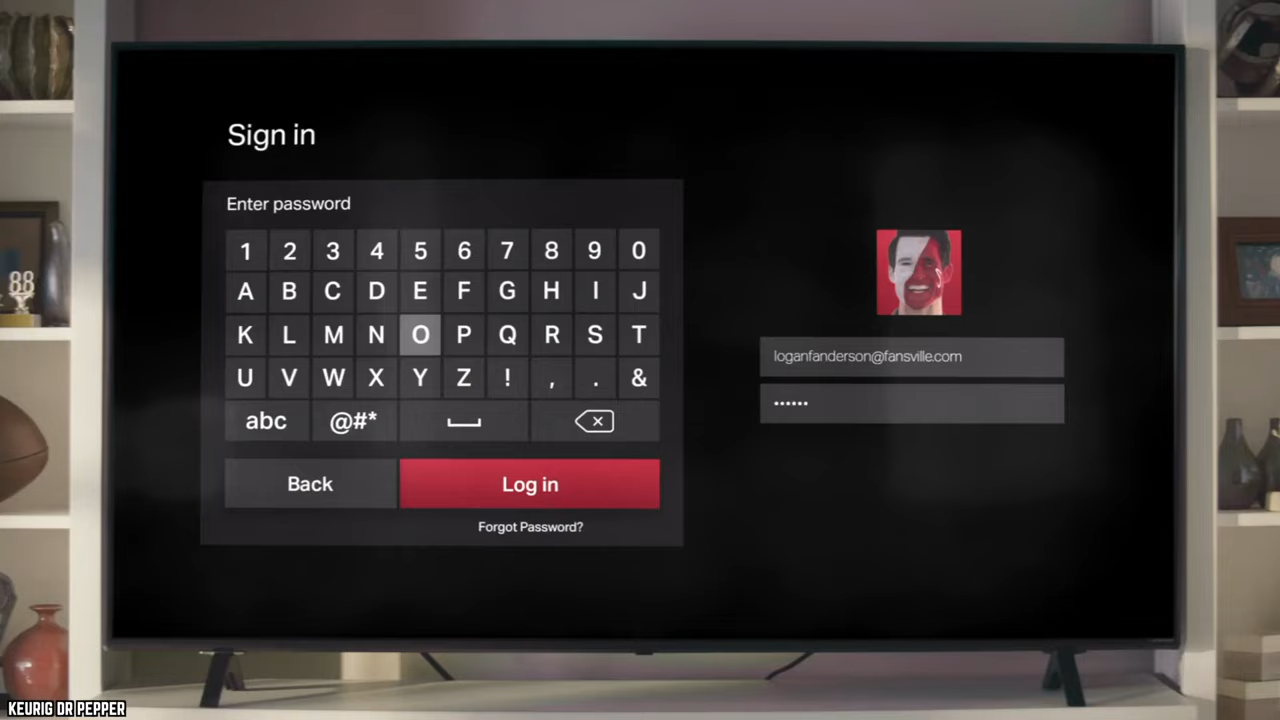 Sign in
Enter password
1 2 3 4 5 6 7 8 9 0
A B C D E F G H I J
K L M N O P Q R S T
U V W X Y Z ! , . &
abc @#*
Back Log in
Forgot Password?
loganfanderson@fansville.com
••••••
88
KEURIG DR PEPPER